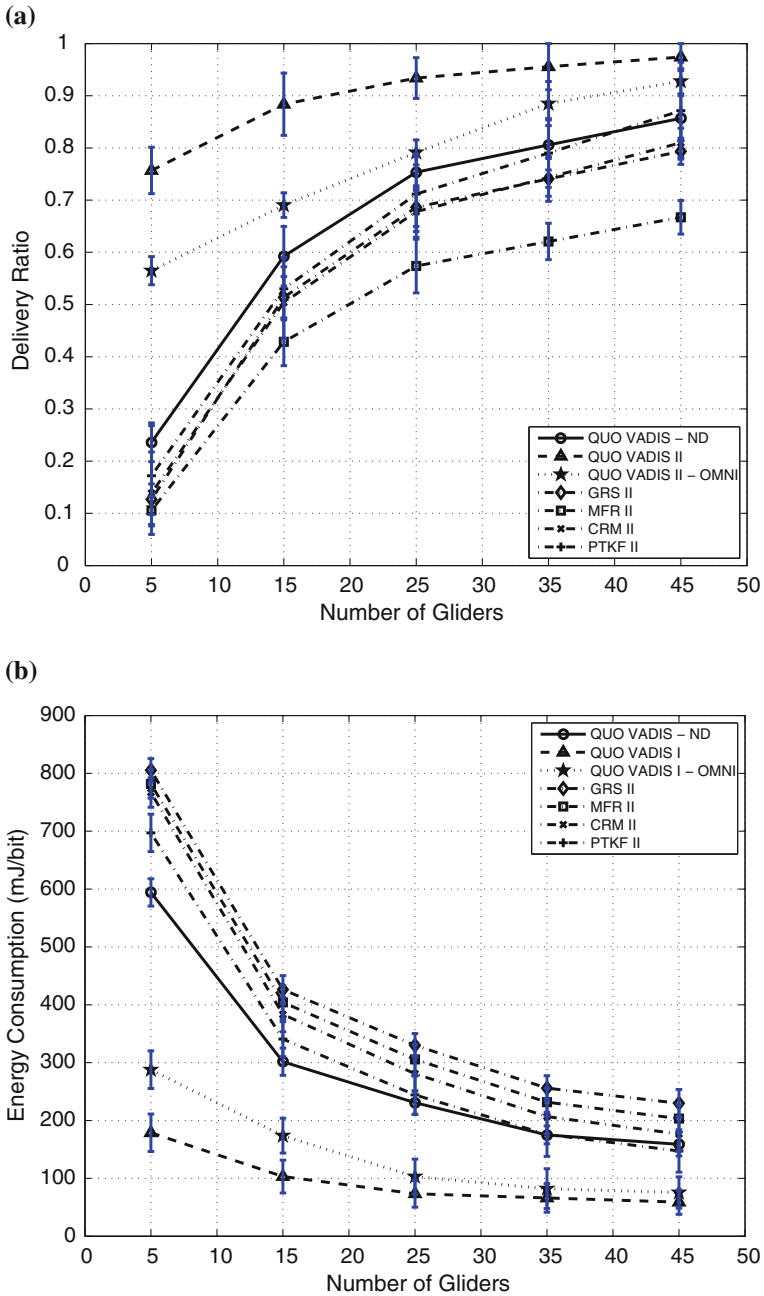 (a)
1
0.9
0.8
0.7
0.6
0.5
0.4
0.3
0.2
0.1
0
Delivery Ratio
QUO VADIS – ND
QUO VADIS II
QUO VADIS II – OMNI
GRS II
MFR II
CRM II
PTKF II
0 5 10 15 20 25 30 35 40 45 50
Number of Gliders
(b)
900
800
700
600
500
400
300
200
100
0
Energy Consumption (mJ/bit)
QUO VADIS – ND
QUO VADIS I
QUO VADIS I – OMNI
GRS II
MFR II
CRM II
PTKF II
0 5 10 15 20 25 30 35 40 45 50
Number of Gliders